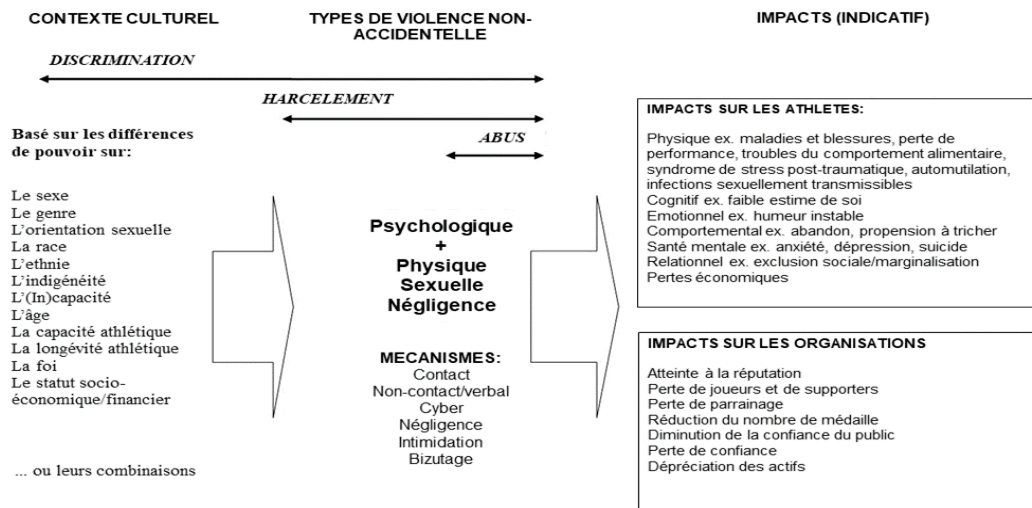 CONTEXTE CULTUREL
TYPES DE VIOLENCE NON-
ACCIDENTELLE
IMPACTS (INDICATIF)
DISCRIMINATION
HARCELEMENT
ABUS
Basé sur les différences
de pouvoir sur:
Le sexe
Le genre
L'orientation sexuelle
La race
L'ethnie
L'indigénéité
L'(In)capacité
L'âge
La capacité athlétique
La longévité athlétique
La foi
Le statut socio-
économique/financier
... ou leurs combinaisons
Psychologique
+
Physique
Sexuelle
Négligence
MECANISMES:
Contact
Non-contact/verbal
Cyber
Négligence
Intimidation
Bizutage
IMPACTS SUR LES ATHLETES:
Physique ex. maladies et blessures, perte de
performance, troubles du comportement alimentaire,
syndrome de stress post-traumatique, automutilation,
infections sexuellement transmissibles
Cognitif ex. faible estime de soi
Emotionnel ex. humeur instable
Comportemental ex. abandon, propension à tricher
Santé mentale ex. anxiété, dépression, suicide
Relationnel ex. exclusion sociale/marginalisation
Pertes économiques
IMPACTS SUR LES ORGANISATIONS
Atteinte à la réputation
Perte de joueurs et de supporters
Perte de parrainage
Réduction du nombre de médaille
Diminution de la confiance du public
Perte de confiance
Dépréciation des actifs